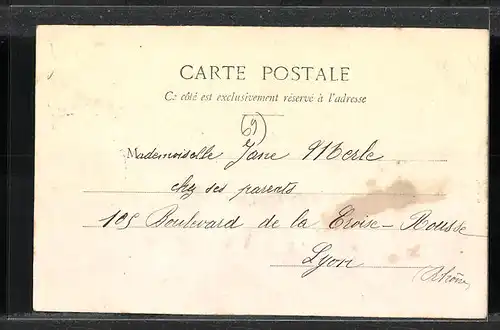 CARTE POSTALE
Ce côté est exclusivement réservé à l'adresse
69
Mademoiselle Jane Merle
chez ses parents
105 Boulevard de la Croix-Rousse
Lyon
(Rhône)